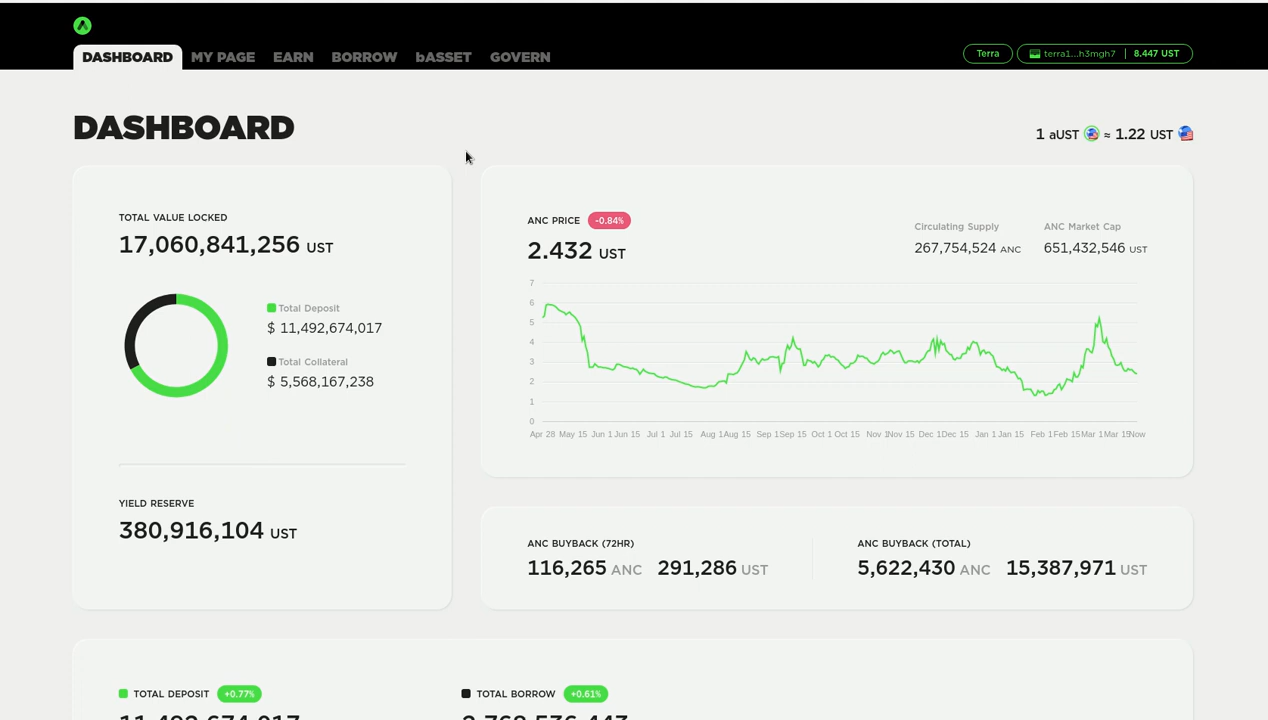 DASHBOARD MY PAGE EARN BORROW bASSET GOVERN
Terra terra1...h3mgh7 8.447 UST
DASHBOARD
1 aUST ≈ 1.22 UST
TOTAL VALUE LOCKED
17,060,841,256 UST
Total Deposit
$ 11,492,674,017
Total Collateral
$ 5,568,167,238
YIELD RESERVE
380,916,104 UST
ANC PRICE -0.84%
2.432 UST
Circulating Supply
267,754,524 ANC
ANC Market Cap
651,432,546 UST
7
6
5
4
3
2
1
0
Apr 28 May 15 Jun 1 Jun 15 Jul 1 Jul 15 Aug 1 Aug 15 Sep 1 Sep 15 Oct 1 Oct 15 Nov 1 Nov 15 Dec 1 Dec 15 Jan 1 Jan 15 Feb 1 Feb 15 Mar 1 Mar 15 Now
ANC BUYBACK (72HR)
116,265 ANC 291,286 UST
ANC BUYBACK (TOTAL)
5,622,430 ANC 15,387,971 UST
TOTAL DEPOSIT +0.77%
11,492,674,017
TOTAL BORROW +0.61%